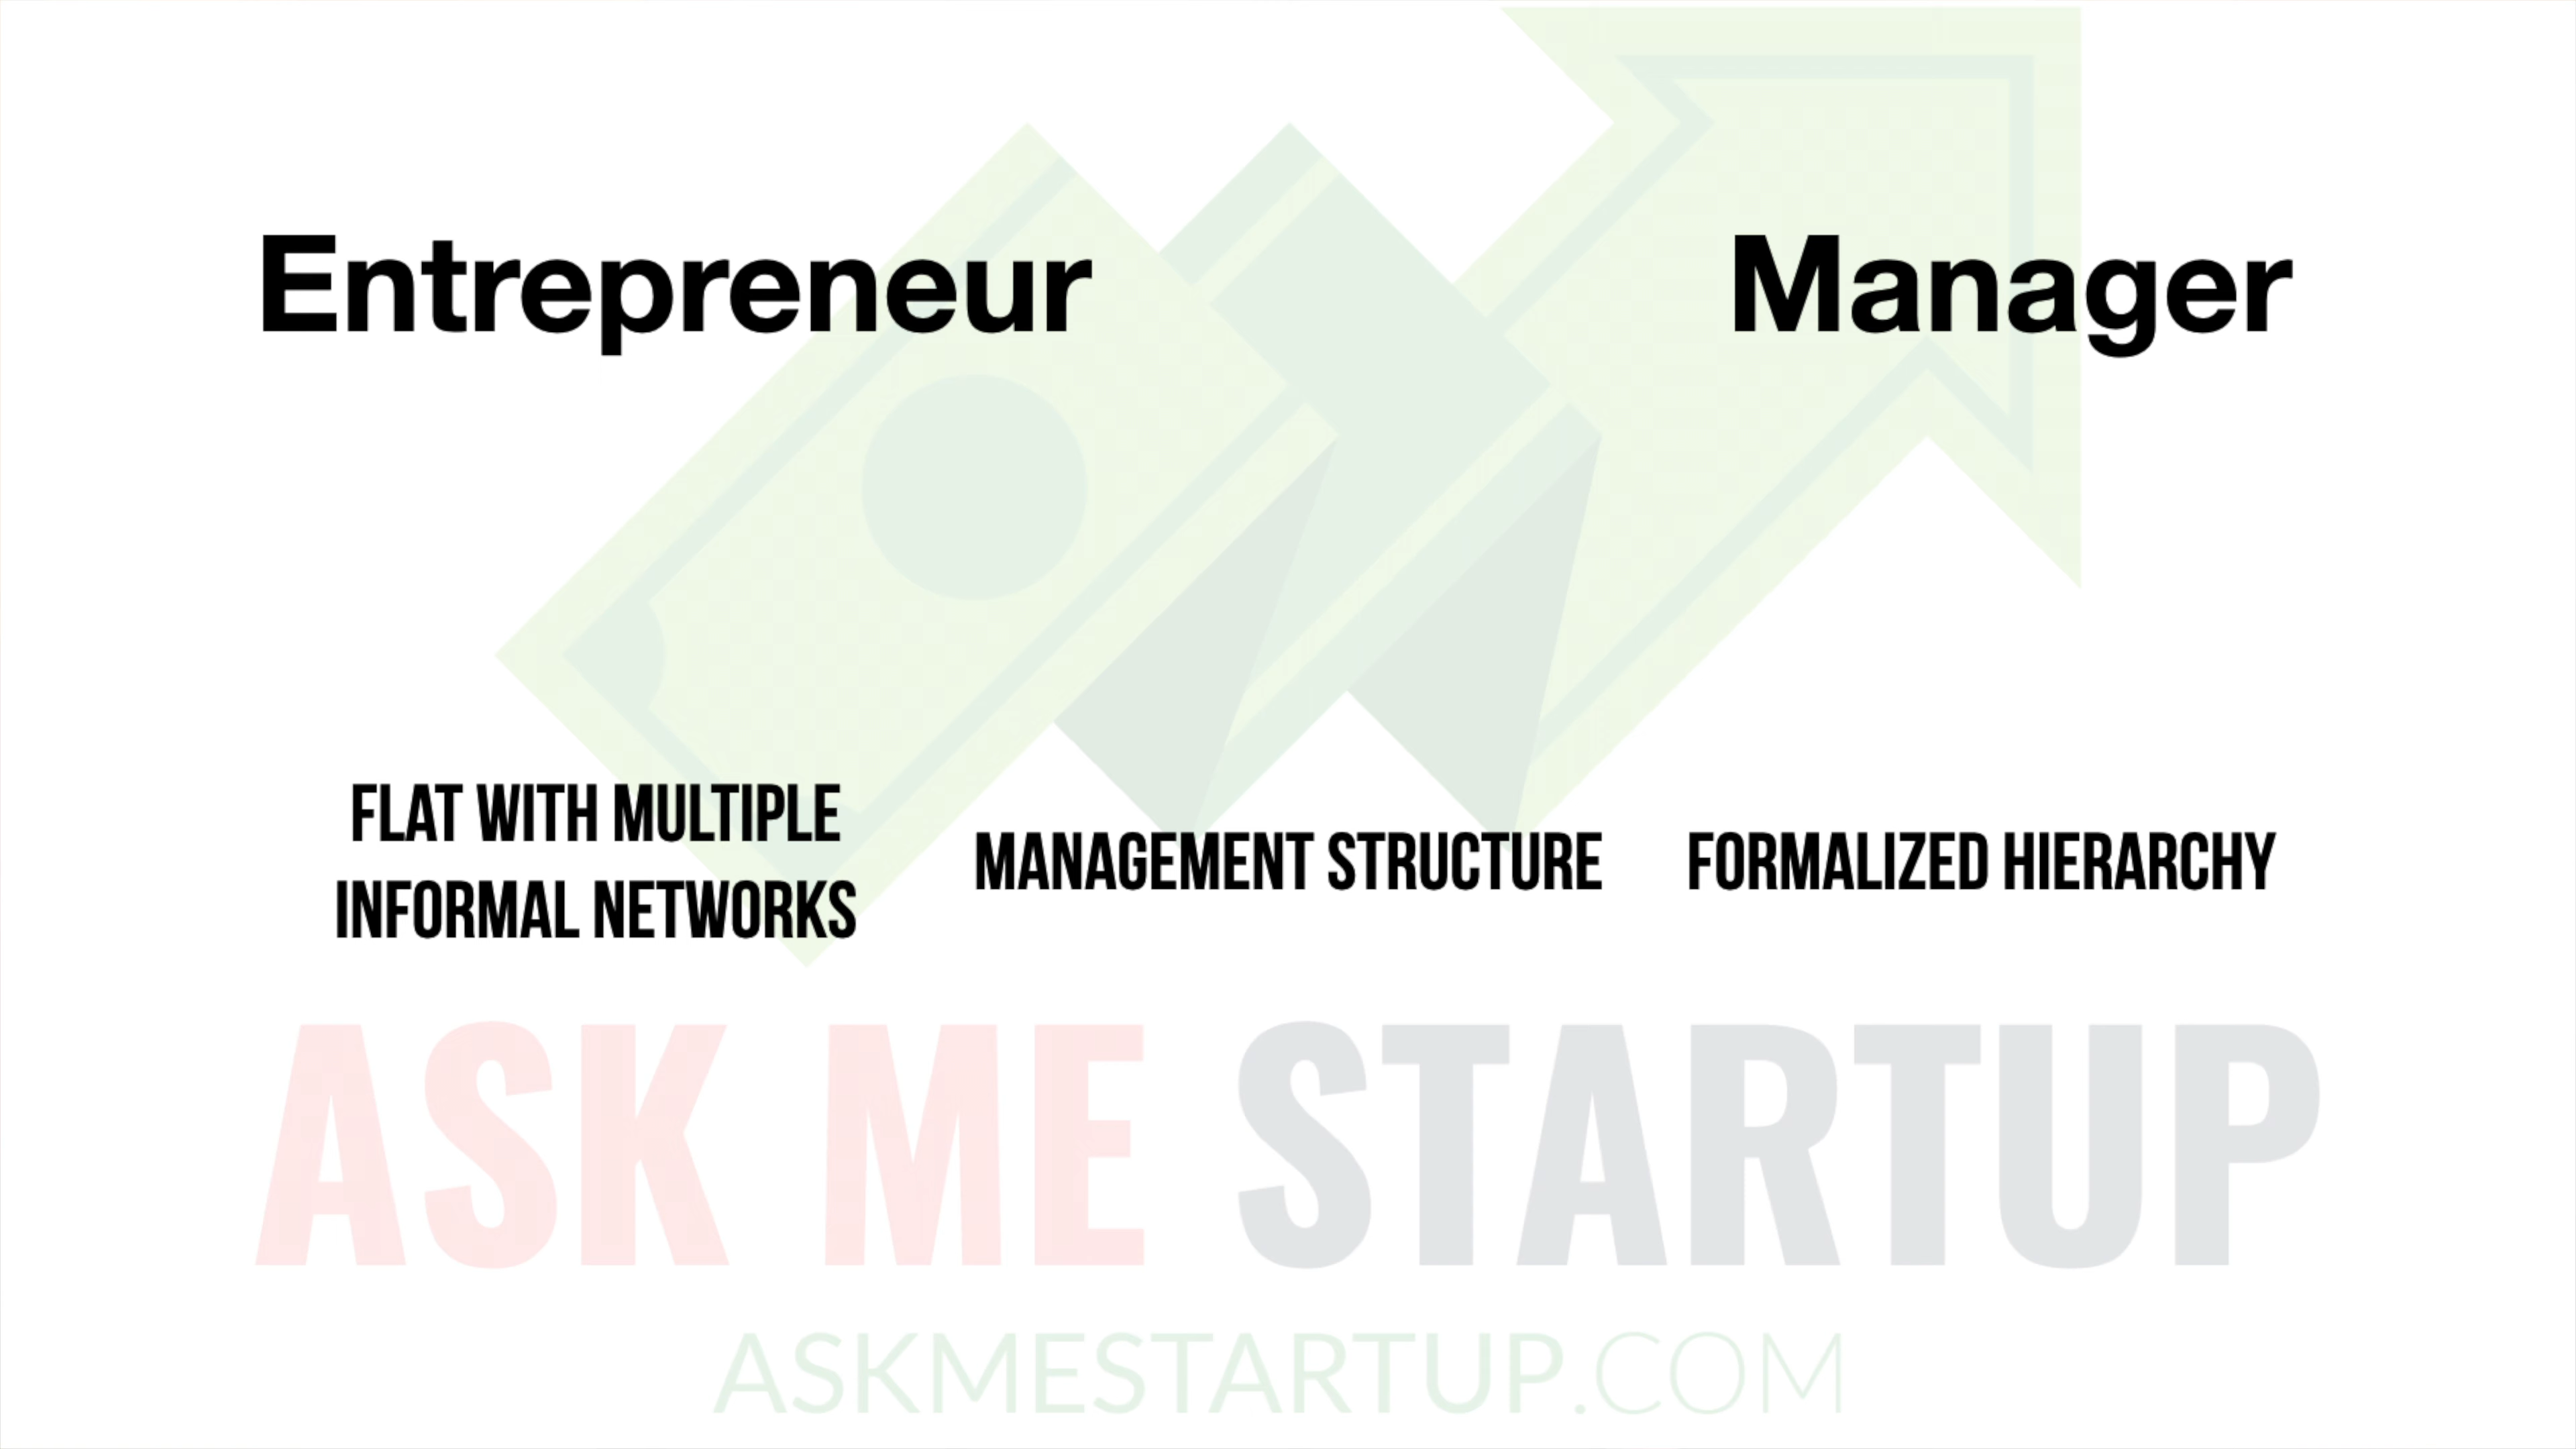 Entrepreneur
Manager
FLAT WITH MULTIPLE
INFORMAL NETWORKS
MANAGEMENT STRUCTURE
FORMALIZED HIERARCHY
ASK ME STARTUP
ASKMESTARTUP.COM